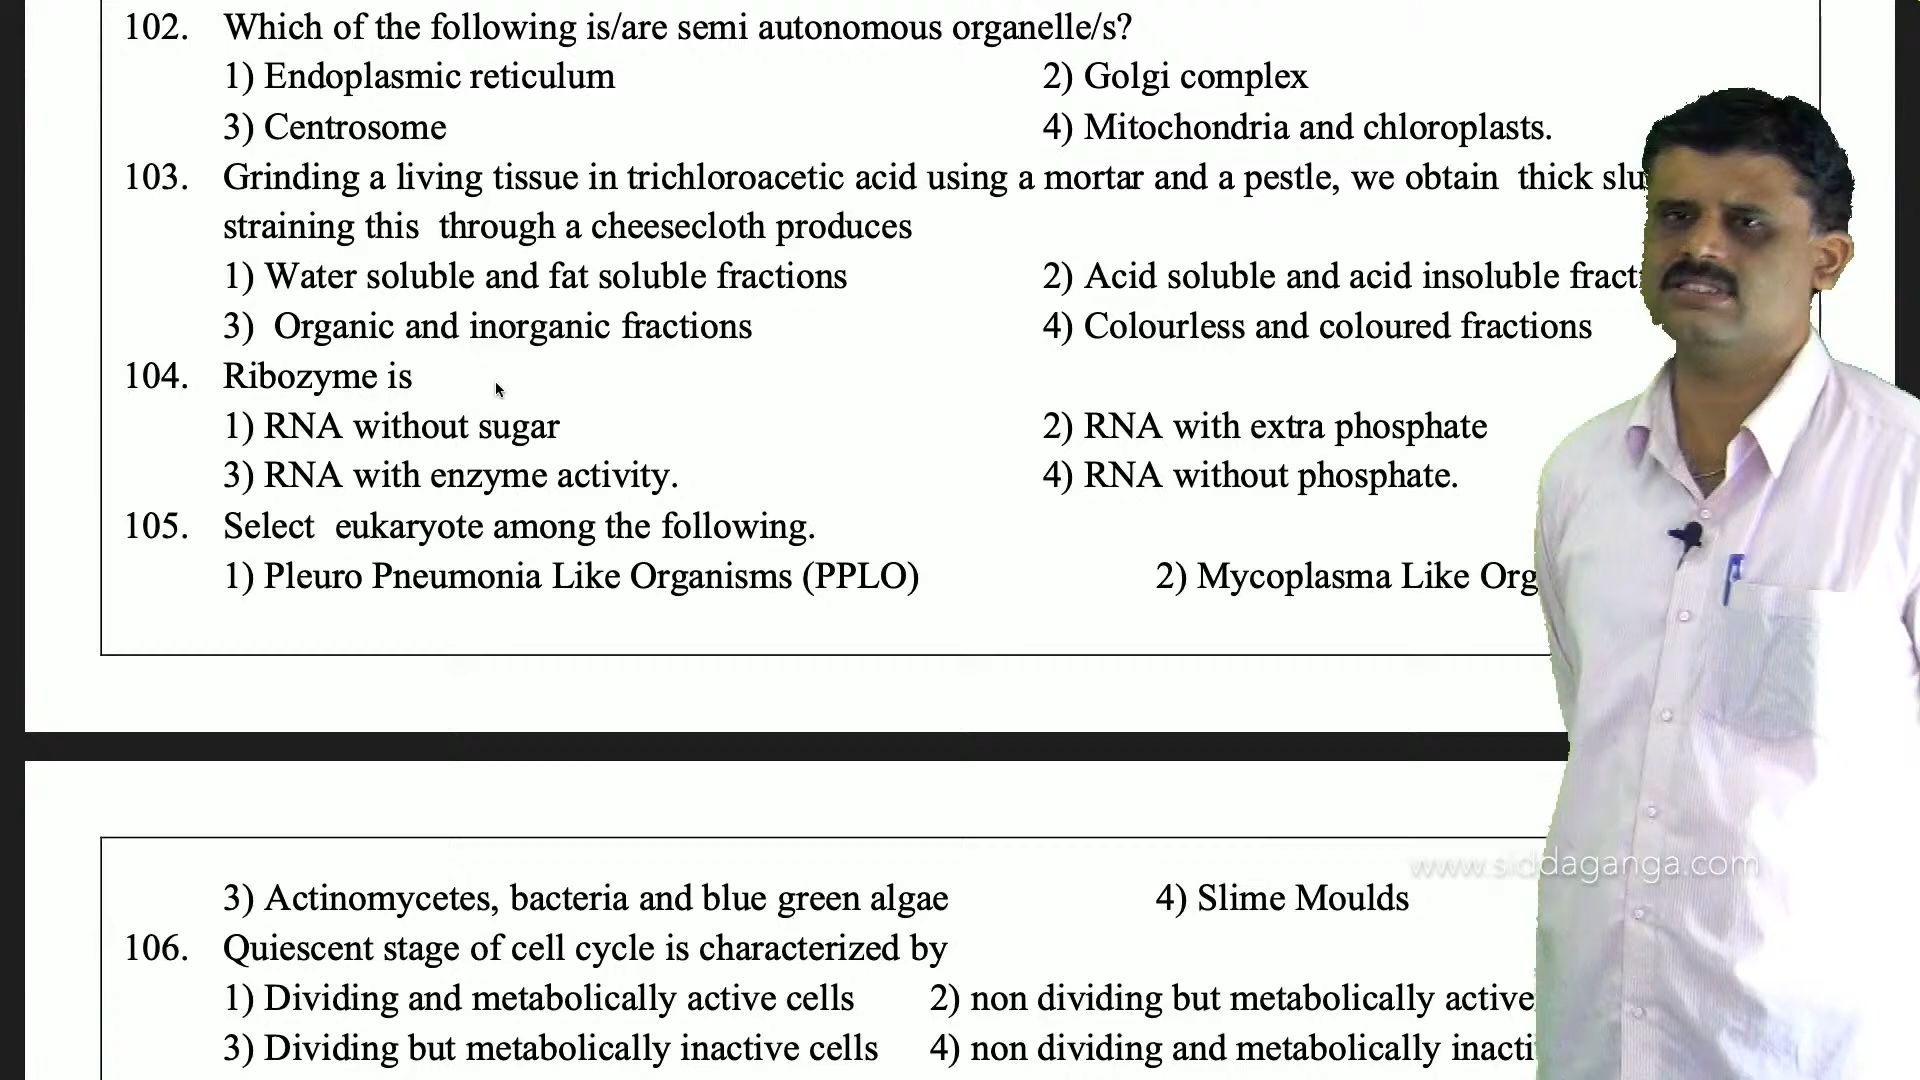 102. Which of the following is/are semi autonomous organelle/s?
1) Endoplasmic reticulum 2) Golgi complex
3) Centrosome 4) Mitochondria and chloroplasts.
103. Grinding a living tissue in trichloroacetic acid using a mortar and a pestle, we obtain thick
straining this through a cheesecloth produces
1) Water soluble and fat soluble fractions 2) Acid soluble and acid insoluble
3) Organic and inorganic fractions 4) Colourless and coloured fractions
104. Ribozyme is
1) RNA without sugar 2) RNA with extra phosphate
3) RNA with enzyme activity. 4) RNA without phosphate.
105. Select eukaryote among the following.
1) Pleuro Pneumonia Like Organisms (PPLO) 2) Mycoplasma Like
www.siddaganga.com
3) Actinomycetes, bacteria and blue green algae 4) Slime Moulds
106. Quiescent stage of cell cycle is characterized by
1) Dividing and metabolically active cells 2) non dividing but metabolically active
3) Dividing but metabolically inactive cells 4) non dividing and metabolically